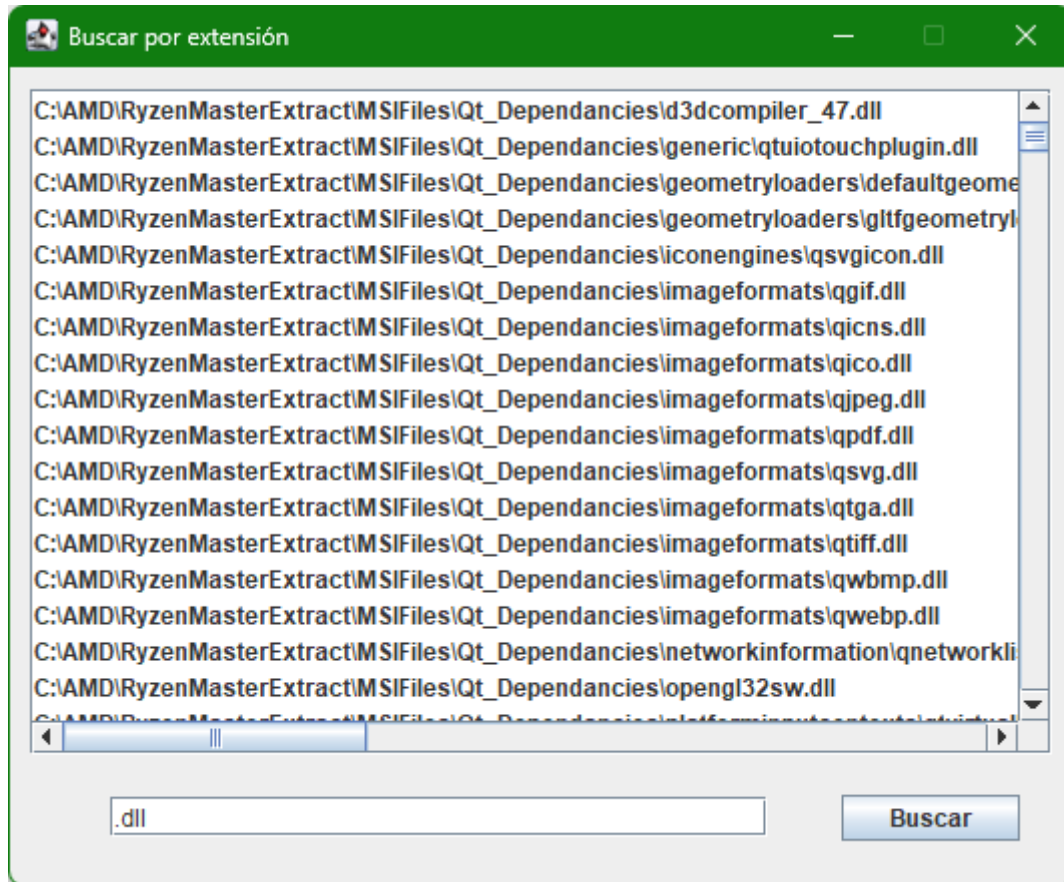 Buscar por extensión
C:\AMD\RyzenMasterExtract\MSIFiles\Qt_Dependancies\d3dcompiler_47.dll
C:\AMD\RyzenMasterExtract\MSIFiles\Qt_Dependancies\generic\qtuiotouchplugin.dll
C:\AMD\RyzenMasterExtract\MSIFiles\Qt_Dependancies\geometryloaders\defaultgeome
C:\AMD\RyzenMasterExtract\MSIFiles\Qt_Dependancies\geometryloaders\gltfgeometryl
C:\AMD\RyzenMasterExtract\MSIFiles\Qt_Dependancies\iconengines\qsvgicon.dll
C:\AMD\RyzenMasterExtract\MSIFiles\Qt_Dependancies\imageformats\qgif.dll
C:\AMD\RyzenMasterExtract\MSIFiles\Qt_Dependancies\imageformats\qicns.dll
C:\AMD\RyzenMasterExtract\MSIFiles\Qt_Dependancies\imageformats\qico.dll
C:\AMD\RyzenMasterExtract\MSIFiles\Qt_Dependancies\imageformats\qjpeg.dll
C:\AMD\RyzenMasterExtract\MSIFiles\Qt_Dependancies\imageformats\qpdf.dll
C:\AMD\RyzenMasterExtract\MSIFiles\Qt_Dependancies\imageformats\qsvg.dll
C:\AMD\RyzenMasterExtract\MSIFiles\Qt_Dependancies\imageformats\qtga.dll
C:\AMD\RyzenMasterExtract\MSIFiles\Qt_Dependancies\imageformats\qtiff.dll
C:\AMD\RyzenMasterExtract\MSIFiles\Qt_Dependancies\imageformats\qwbmp.dll
C:\AMD\RyzenMasterExtract\MSIFiles\Qt_Dependancies\imageformats\qwebp.dll
C:\AMD\RyzenMasterExtract\MSIFiles\Qt_Dependancies\networkinformation\qnetworkli
C:\AMD\RyzenMasterExtract\MSIFiles\Qt_Dependancies\opengl32sw.dll
.dll
Buscar